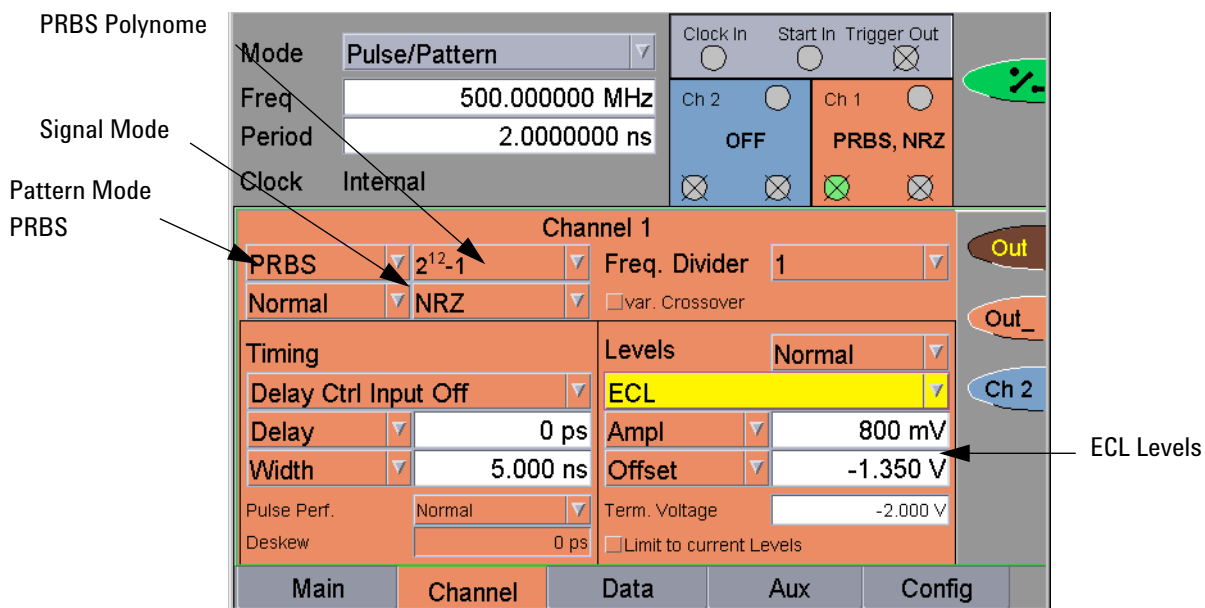 PRBS Polynome
Signal Mode
Pattern Mode
PRBS
ECL Levels
Mode Pulse/Pattern
Freq 500.000000 MHz
Period 2.0000000 ns
Clock Internal
Clock In Start In Trigger Out
Ch 2 Ch 1
OFF PRBS, NRZ
Channel 1
PRBS 2¹²-1 Freq. Divider 1
Normal NRZ var. Crossover
Timing
Delay Ctrl Input Off
Delay 0 ps
Width 5.000 ns
Pulse Perf. Normal
Deskew 0 ps
Levels Normal
ECL
Ampl 800 mV
Offset -1.350 V
Term. Voltage -2.000 V
Limit to current Levels
Out
Out_
Ch 2
Main Channel Data Aux Config